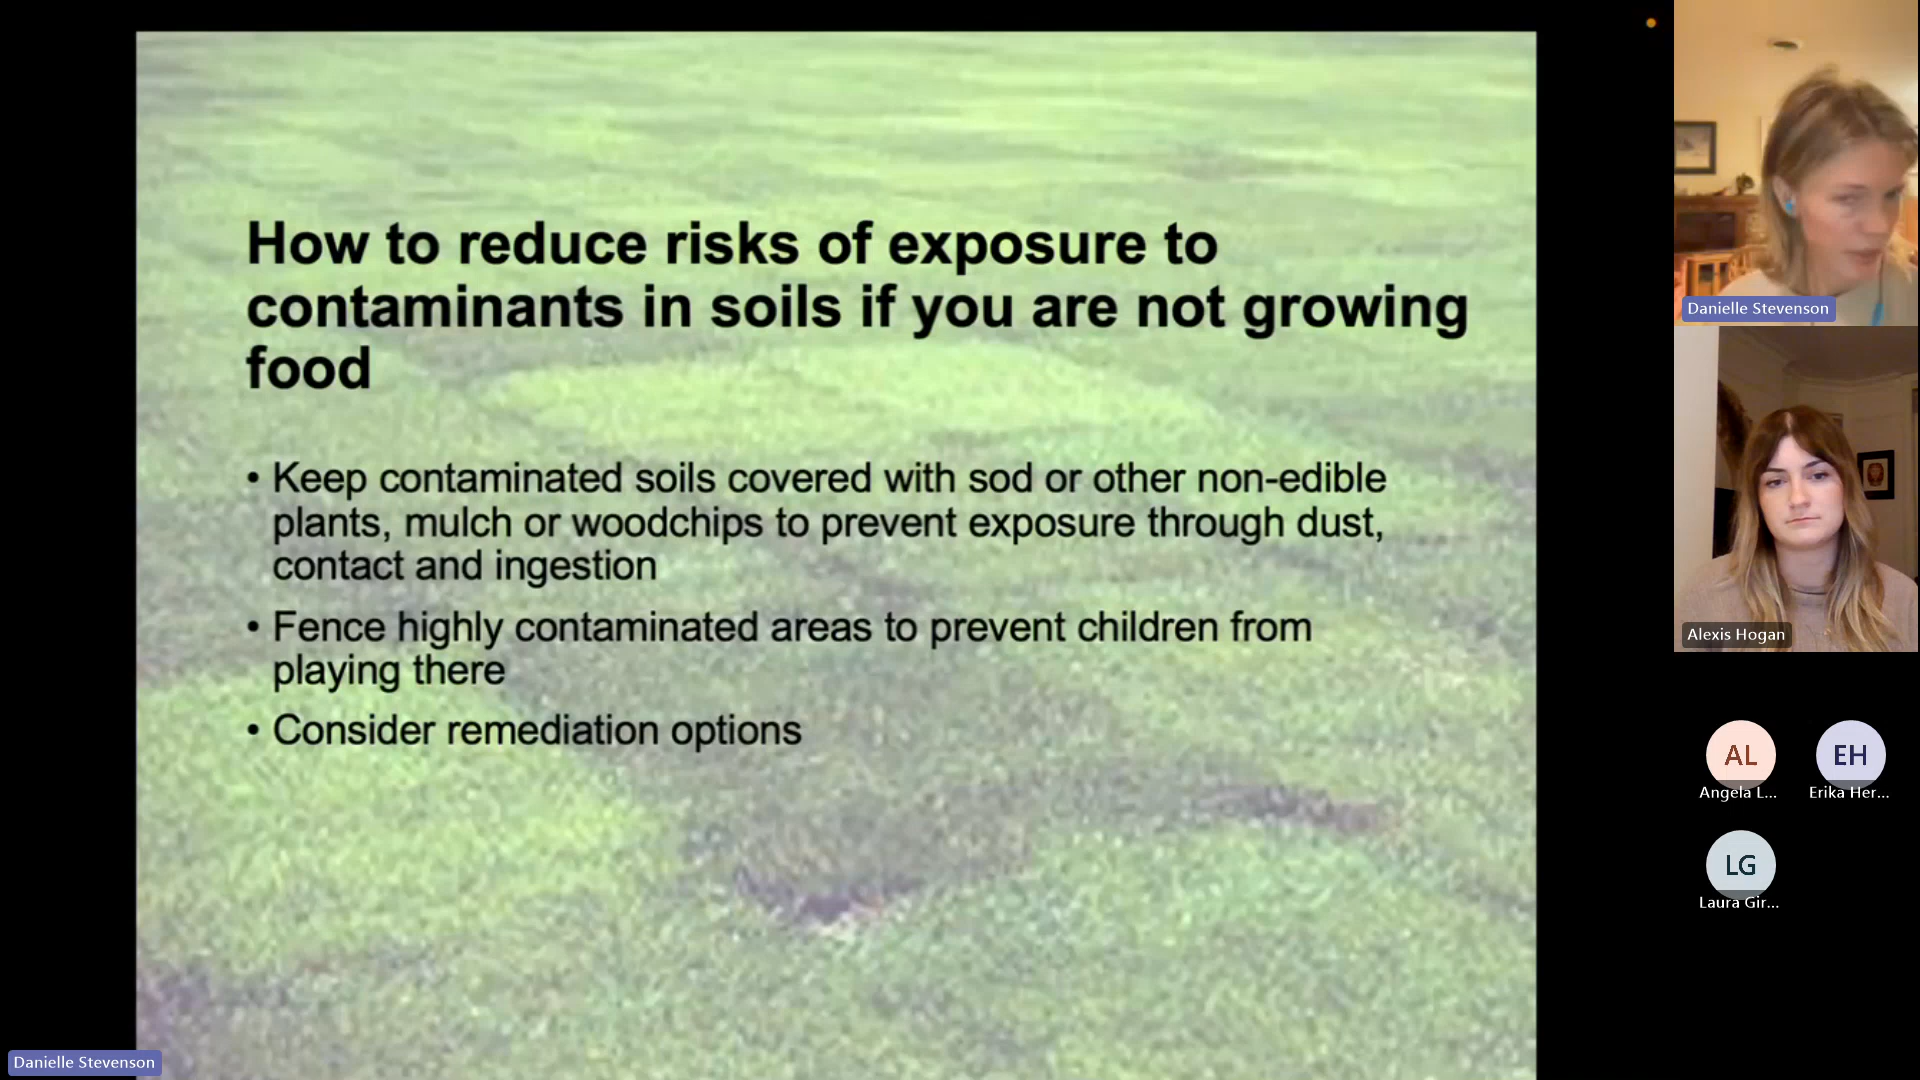 How to reduce risks of exposure to
contaminants in soils if you are not growing
food
• Keep contaminated soils covered with sod or other non-edible
plants, mulch or woodchips to prevent exposure through dust,
contact and ingestion
• Fence highly contaminated areas to prevent children from
playing there
• Consider remediation options
Danielle Stevenson
Danielle Stevenson
Alexis Hogan
AL
Angela L...
EH
Erika Her...
LG
Laura Gir...